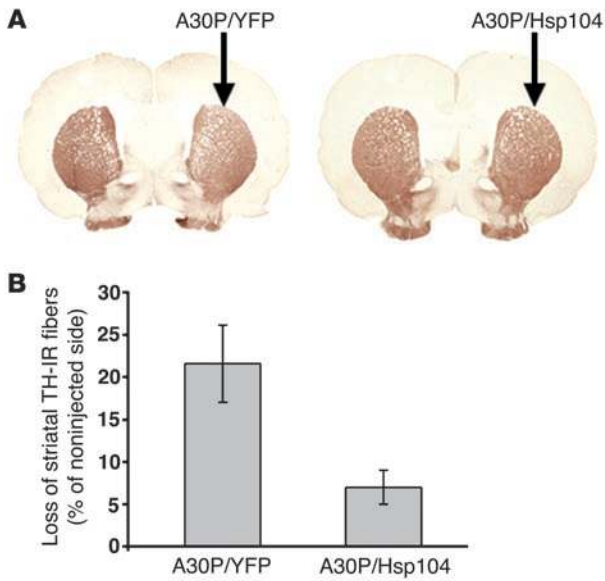 A
A30P/YFP
A30P/Hsp104
B
Loss of striatal TH-IR fibers
(% of noninjected side)
30
25
20
15
10
5
0
A30P/YFP
A30P/Hsp104